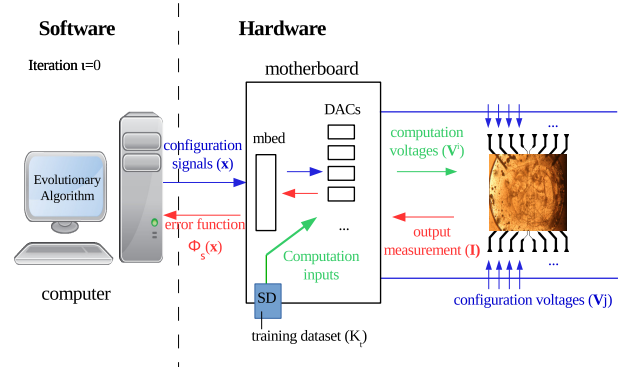 Software
Hardware
Iteration ι=0
motherboard
DACs
mbed
...
configuration
signals (x)
computation
voltages (Vⁱ)
Evolutionary
Algorithm
error function
Φs(x)
...
output
measurement (I)
Computation
inputs
...
computer
SD
configuration voltages (Vj)
training dataset (Kt)